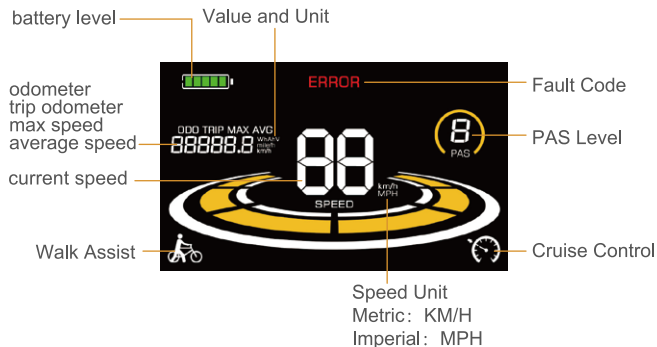 battery level
Value and Unit
ERROR
Fault Code
odometer
trip odometer
max speed
average speed
ODO TRIP MAX AVG
88888.8
mile/h
km/h
88
8
PAS
PAS Level
current speed
km/h
MPH
SPEED
Walk Assist
Cruise Control
Speed Unit
Metric: KM/H
Imperial: MPH